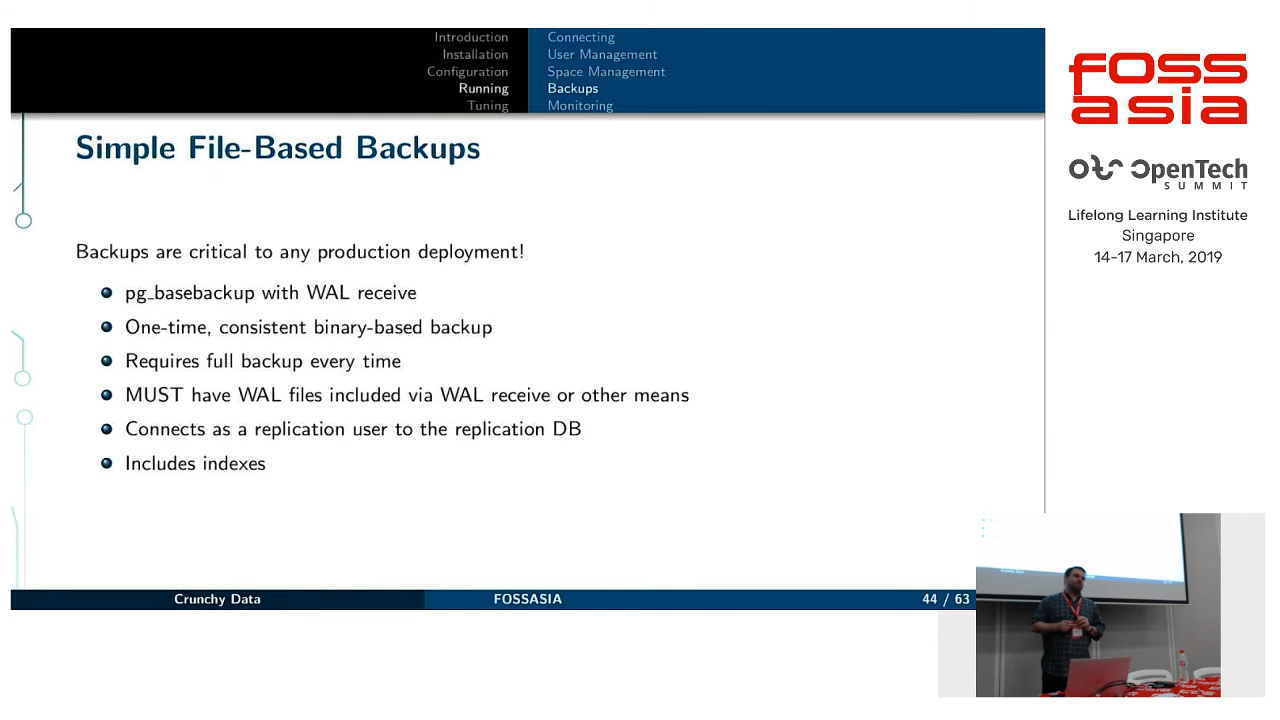 Introduction
Installation
Configuration
Running
Tuning
Connecting
User Management
Space Management
Backups
Monitoring
Simple File-Based Backups
Backups are critical to any production deployment!
pg_basebackup with WAL receive
One-time, consistent binary-based backup
Requires full backup every time
MUST have WAL files included via WAL receive or other means
Connects as a replication user to the replication DB
Includes indexes
Crunchy Data
FOSSASIA
44 / 63
foss
asia
OpenTech
SUMMIT
Lifelong Learning Institute
Singapore
14-17 March, 2019